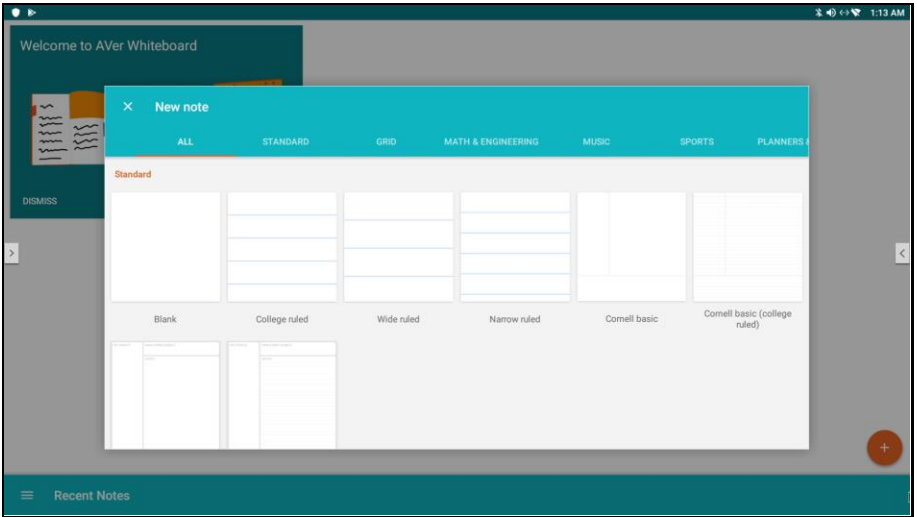 1:13 AM
Welcome to AVer Whiteboard
New note
ALL STANDARD GRID MATH & ENGINEERING MUSIC SPORTS PLANNERS &
Standard
DISMISS
Blank College ruled Wide ruled Narrow ruled Cornell basic Cornell basic (college
ruled)
Recent Notes